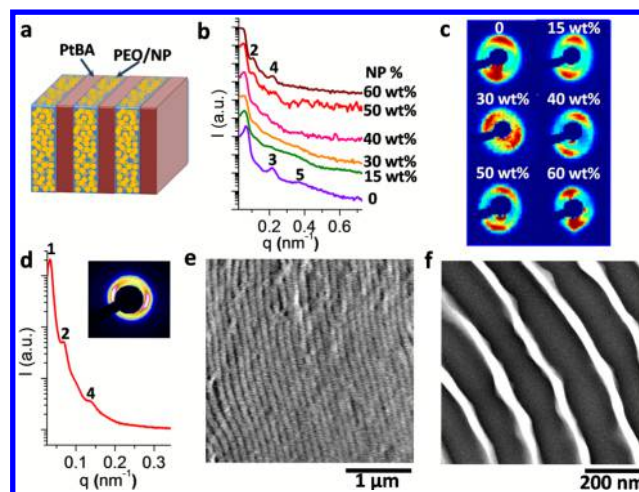 a
PtBA
PEO/NP
b
I (a.u.)
2
4
NP %
60 wt%
50 wt%
40 wt%
30 wt%
15 wt%
0
3
5
0.2 0.4 0.6
q (nm⁻¹)
c
0 15 wt%
30 wt% 40 wt%
50 wt% 60 wt%
d
I (a.u.)
1
2
4
0.1 0.2 0.3
q (nm⁻¹)
e
1 µm
f
200 nm